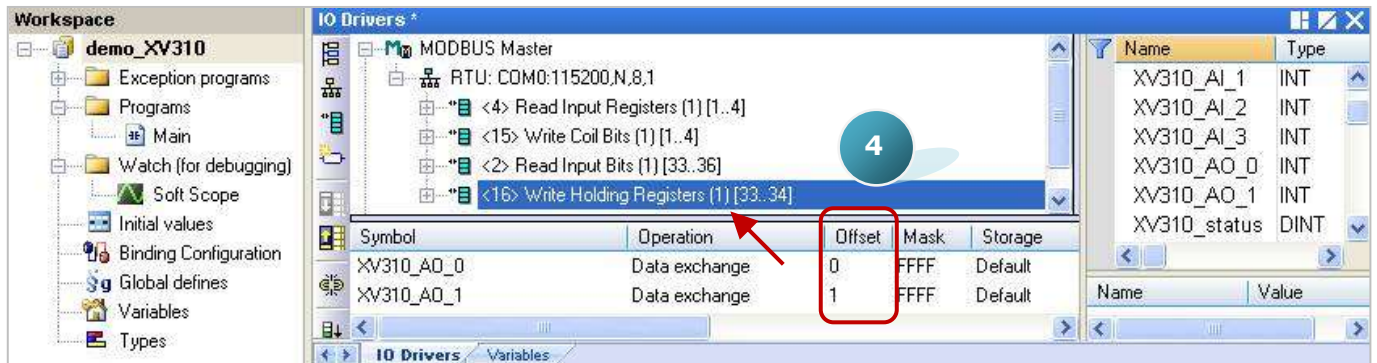 Workspace
demo_XV310
Exception programs
Programs
Main
Watch (for debugging)
Soft Scope
Initial values
Binding Configuration
Global defines
Variables
Types
IO Drivers *
MODBUS Master
RTU: COM0:115200,N,8,1
<4> Read Input Registers (1) [1..4]
<15> Write Coil Bits (1) [1..4]
<2> Read Input Bits (1) [33..36]
<16> Write Holding Registers (1) [33..34]
4
Symbol Operation Offset Mask Storage
XV310_AO_0 Data exchange 0 FFFF Default
XV310_AO_1 Data exchange 1 FFFF Default
IO Drivers Variables
Name Type
XV310_AI_1 INT
XV310_AI_2 INT
XV310_AI_3 INT
XV310_AO_0 INT
XV310_AO_1 INT
XV310_status DINT
Name Value